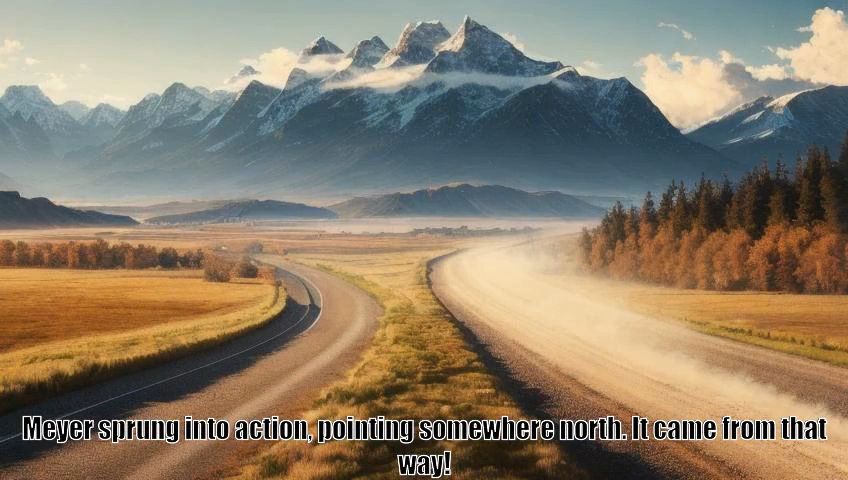 Meyer sprung into action, pointing somewhere north. It came from that
way!